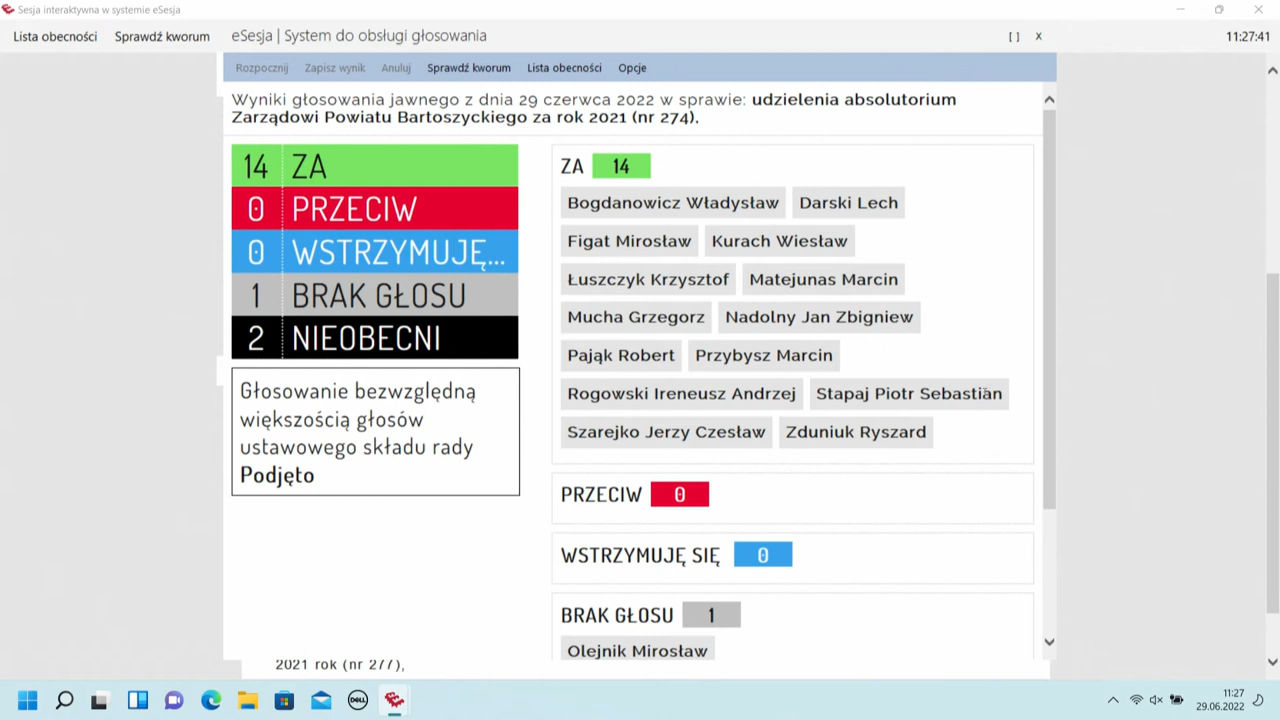 Sesja interaktywna w systemie eSesja
Lista obecności Sprawdź kworum eSesja | System do obsługi głosowania [ ] x 11:27:41
Rozpocznij Zapisz wynik Anuluj Sprawdź kworum Lista obecności Opcje
Wyniki głosowania jawnego z dnia 29 czerwca 2022 w sprawie: udzielenia absolutorium
Zarządowi Powiatu Bartoszyckiego za rok 2021 (nr 274).
14 ZA
0 PRZECIW
0 WSTRZYMUJĘ...
1 BRAK GŁOSU
2 NIEOBECNI
Głosowanie bezwzględną
większością głosów
ustawowego składu rady
Podjęto
ZA 14
Bogdanowicz Władysław Darski Lech
Figat Mirosław Kurach Wiesław
Łuszczyk Krzysztof Matejunas Marcin
Mucha Grzegorz Nadolny Jan Zbigniew
Pająk Robert Przybysz Marcin
Rogowski Ireneusz Andrzej Stapaj Piotr Sebastian
Szarejko Jerzy Czesław Zduniuk Ryszard
PRZECIW 0
WSTRZYMUJĘ SIĘ 0
BRAK GŁOSU 1
Olejnik Mirosław
2021 rok (nr 277),
DELL
11:27
29.06.2022